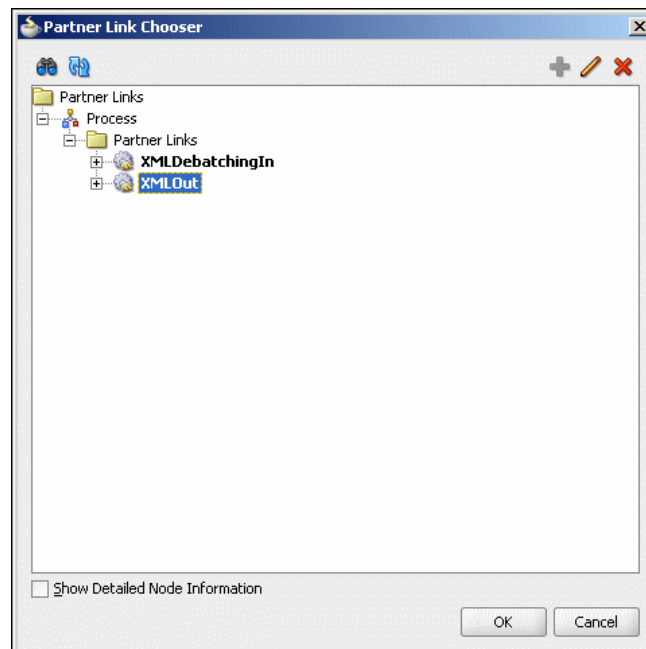 Partner Link Chooser
Partner Links
Process
Partner Links
XMLDebatchingIn
XMLOut
Show Detailed Node Information
OK Cancel